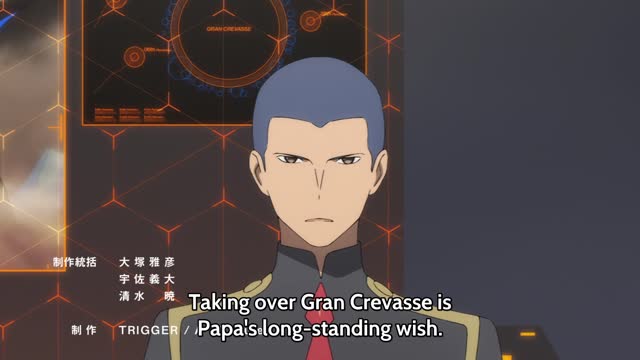 GRAN CREVASSE
制作統括 大塚雅彦
宇佐義大
清水 暁
制作 TRIGGER /
Taking over Gran Crevasse is
Papa's long-standing wish.